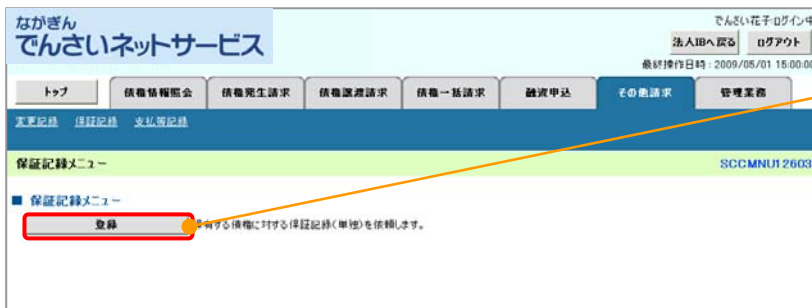 ながぎん
でんさいネットサービス
でんさい花子:ログイン中
法人IBへ戻る ログアウト
最終操作日時:2009/05/01 15:00:00
トップ 債権情報照会 債権発生請求 債権譲渡請求 債権一括請求 融資申込 その他請求 管理業務
変更記録 保証記録 支払等記録
保証記録メニュー SCCMNU12603
■ 保証記録メニュー
登録 保有する債権に対する保証記録(単独)を依頼します。